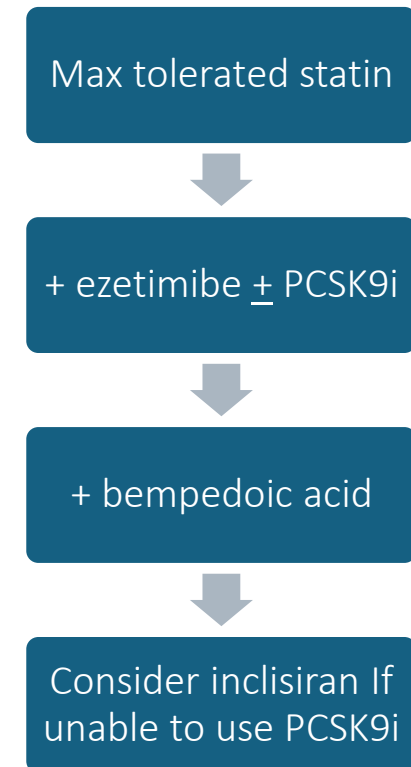 Max tolerated statin
+ ezetimibe ± PCSK9i
+ bempedoic acid
Consider inclisiran If
unable to use PCSK9i